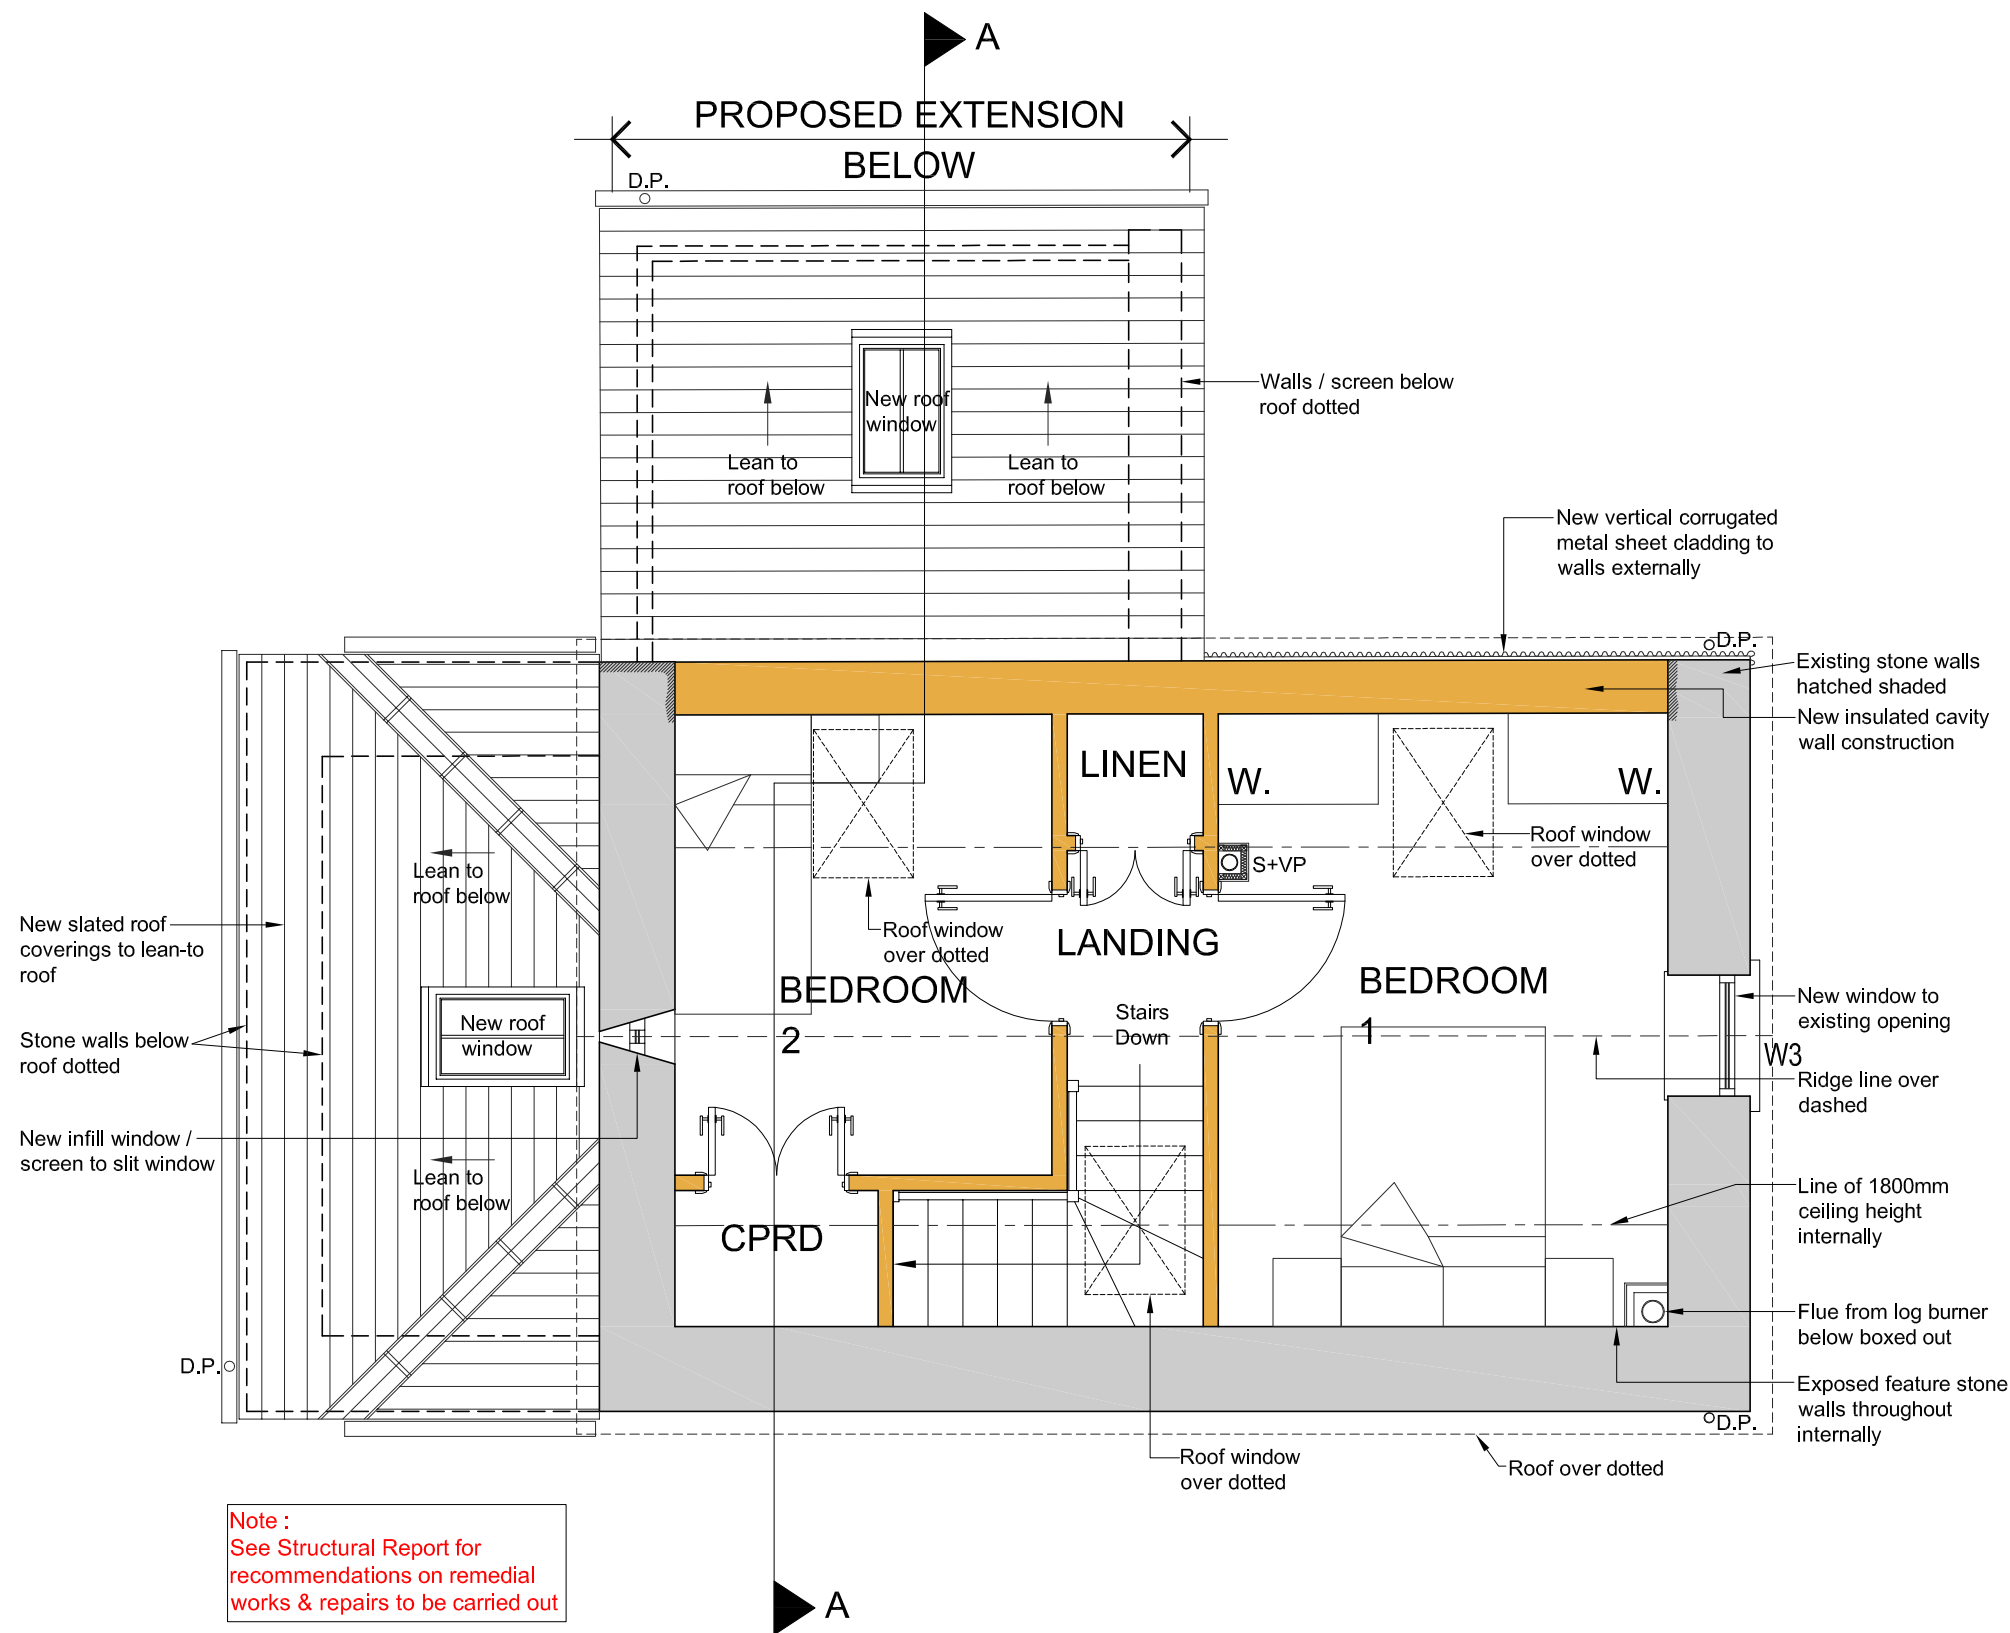 A
PROPOSED EXTENSION
BELOW
D.P.
New roof
window
Lean to
roof below
Lean to
roof below
Walls / screen below
roof dotted
New vertical corrugated
metal sheet cladding to
walls externally
D.P.
Existing stone walls
hatched shaded
New insulated cavity
wall construction
LINEN
W.
W.
Roof window
over dotted
S+VP
Lean to
roof below
New slated roof
coverings to lean-to
roof
Roof window
over dotted
LANDING
BEDROOM
2
BEDROOM
1
Stairs
Down
New roof
window
New window to
existing opening
W3
Stone walls below
roof dotted
Ridge line over
dashed
New infill window /
screen to slit window
Lean to
roof below
Line of 1800mm
ceiling height
internally
CPRD
Flue from log burner
below boxed out
D.P.
Exposed feature stone
walls throughout
internally
D.P.
Roof window
over dotted
Roof over dotted
Note :
See Structural Report for
recommendations on remedial
works & repairs to be carried out
A